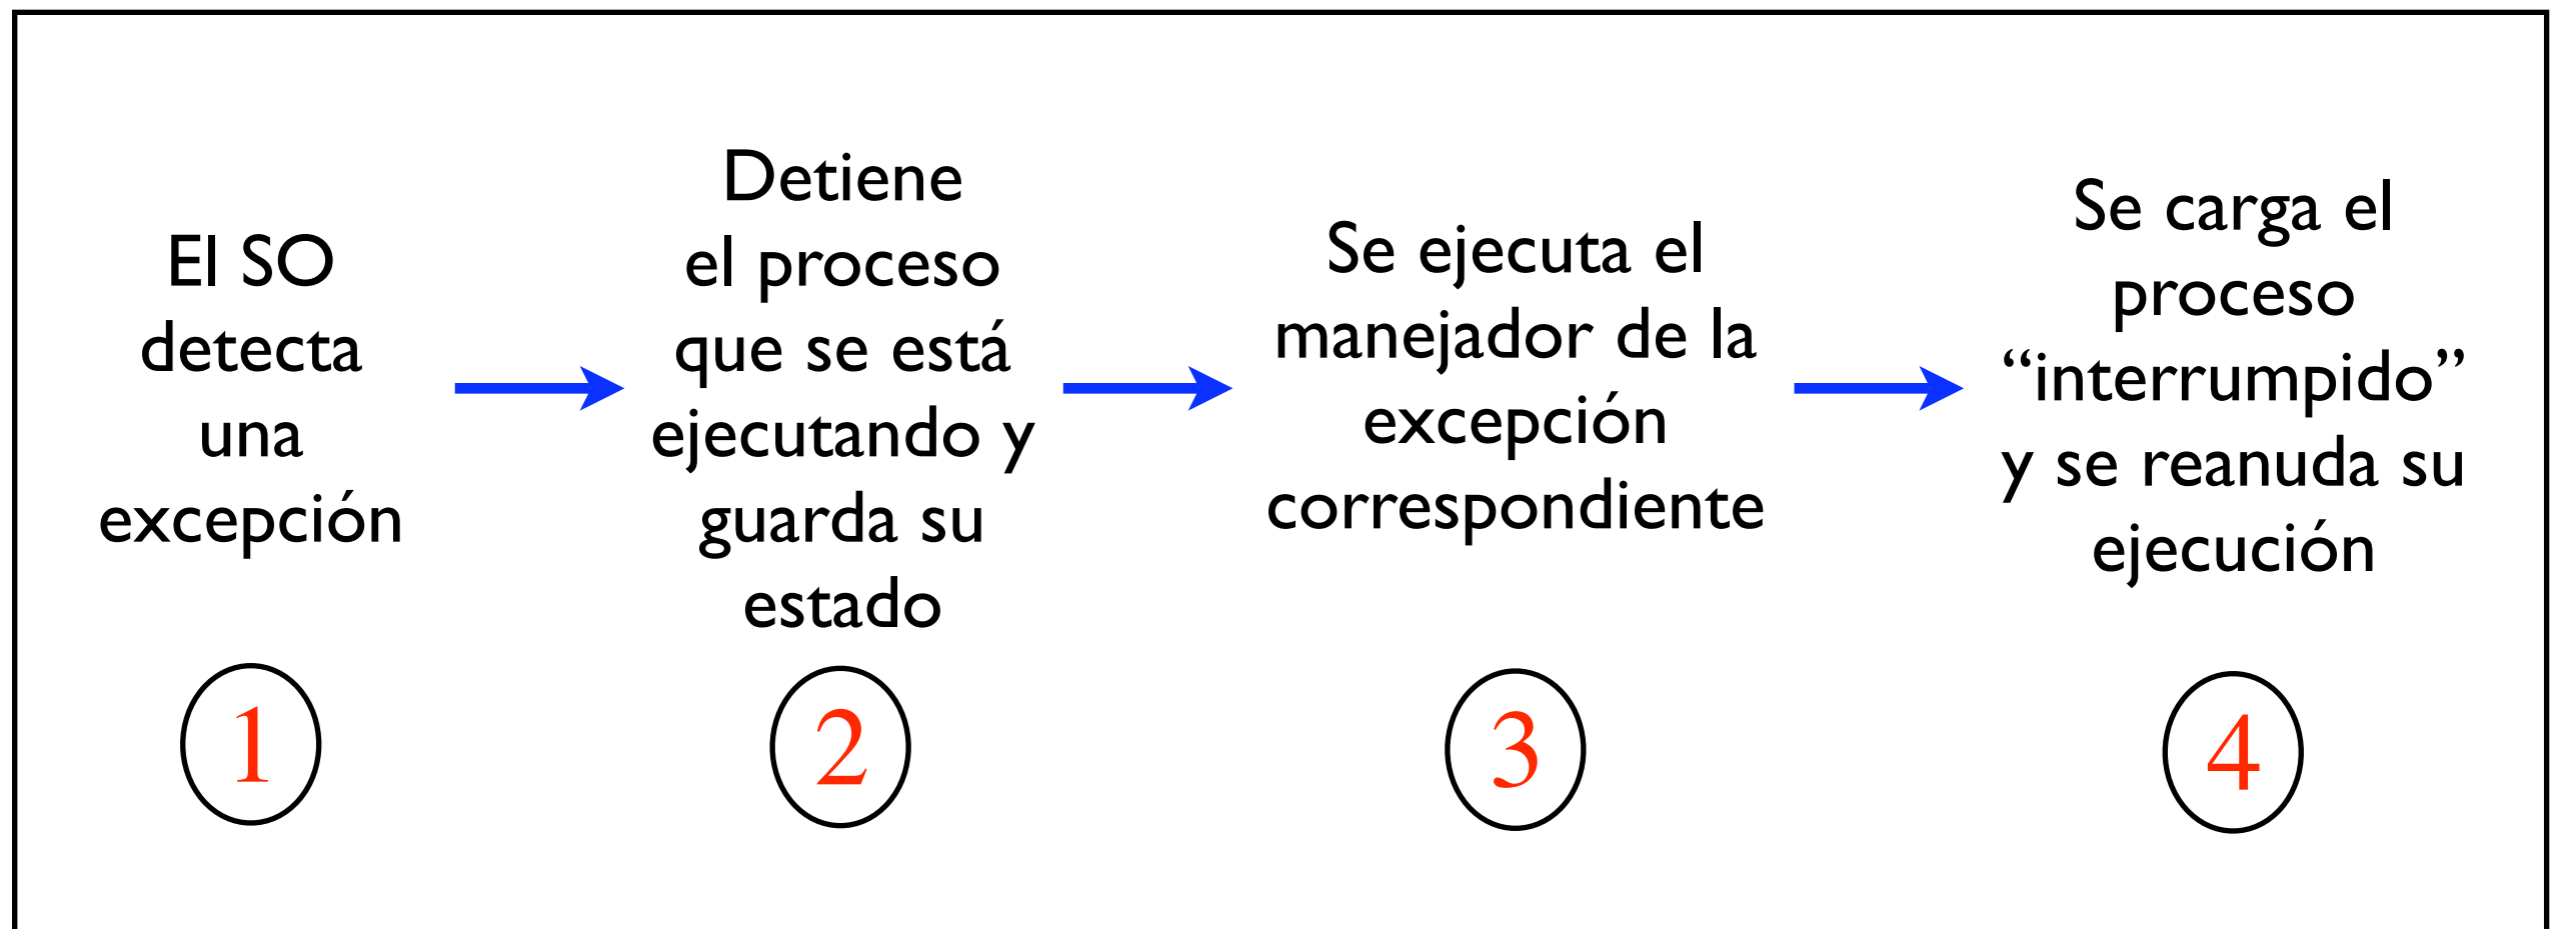 El SO
detecta
una
excepción
1
Detiene
el proceso
que se está
ejecutando y
guarda su
estado
2
Se ejecuta el
manejador de la
excepción
correspondiente
3
Se carga el
proceso
“interrumpido”
y se reanuda su
ejecución
4